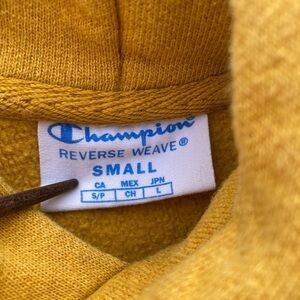 Champion
REVERSE WEAVE®
SMALL
CA MEX JPN
S/P CH L